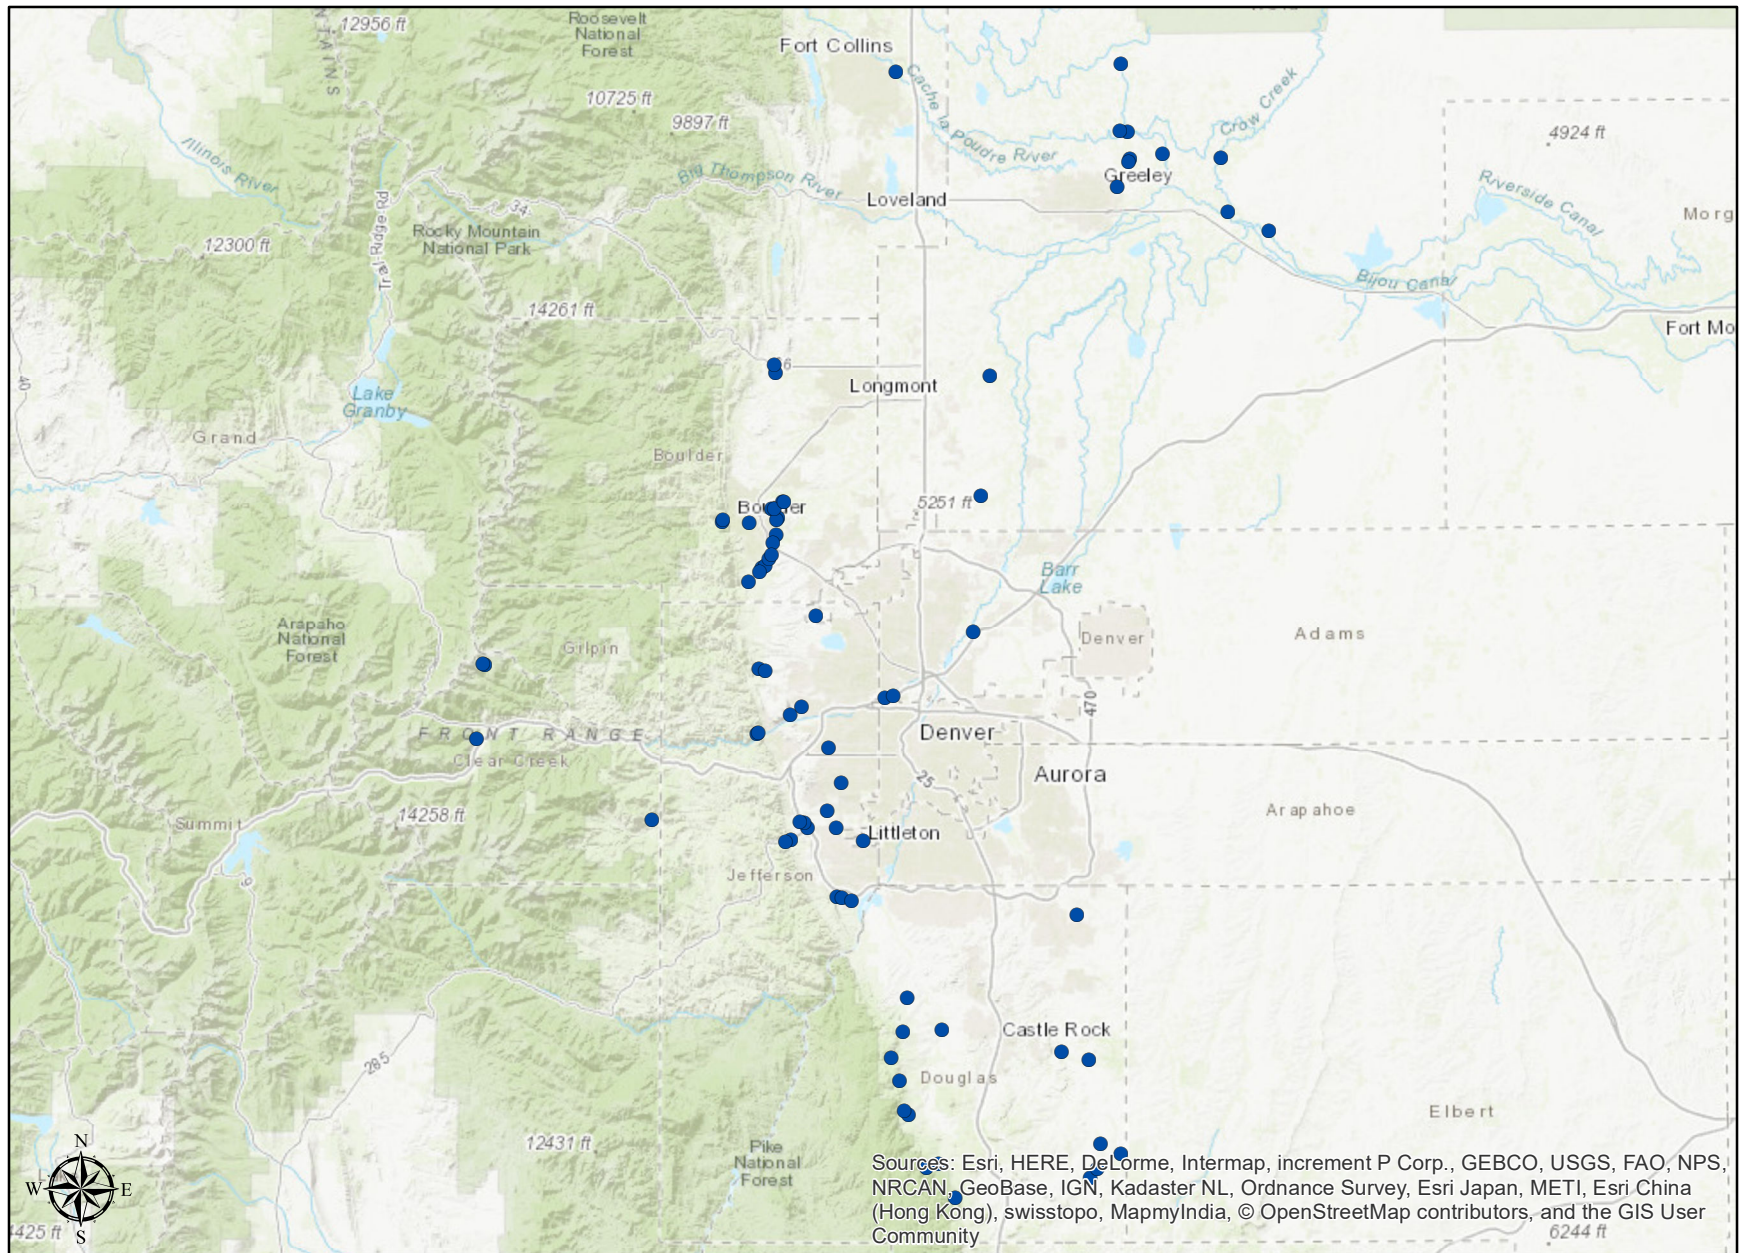 12956 ft
Roosevelt
National
Forest
Fort Collins
NTAINS
10725 ft
9897 ft
Cache la Poudre River
Crow Creek
4924 ft
Illinois River
Big Thompson River
Greeley
Loveland
Riverside Canal
Morg
34
Trail Ridge Rd
Rocky Mountain
National Park
12300 ft
Bijou Canal
14261 ft
Fort Mo
40
Lake
Granby
Longmont
Grand
Boulder
5251 ft
Boulder
Barr
Lake
Arapaho
National
Forest
Gilpin
Denver
Adams
470
FRONT RANGE
Denver
Clear Creek
Aurora
25
14258 ft
Summit
Arapahoe
Littleton
Jefferson
9
Castle Rock
285
Douglas
Elbert
12431 ft
Pike
National
Forest
N
W
E
S
4425 ft
6244 ft
Sources: Esri, HERE, DeLorme, Intermap, increment P Corp., GEBCO, USGS, FAO, NPS,
NRCAN, GeoBase, IGN, Kadaster NL, Ordnance Survey, Esri Japan, METI, Esri China
(Hong Kong), swisstopo, MapmyIndia, © OpenStreetMap contributors, and the GIS User
Community